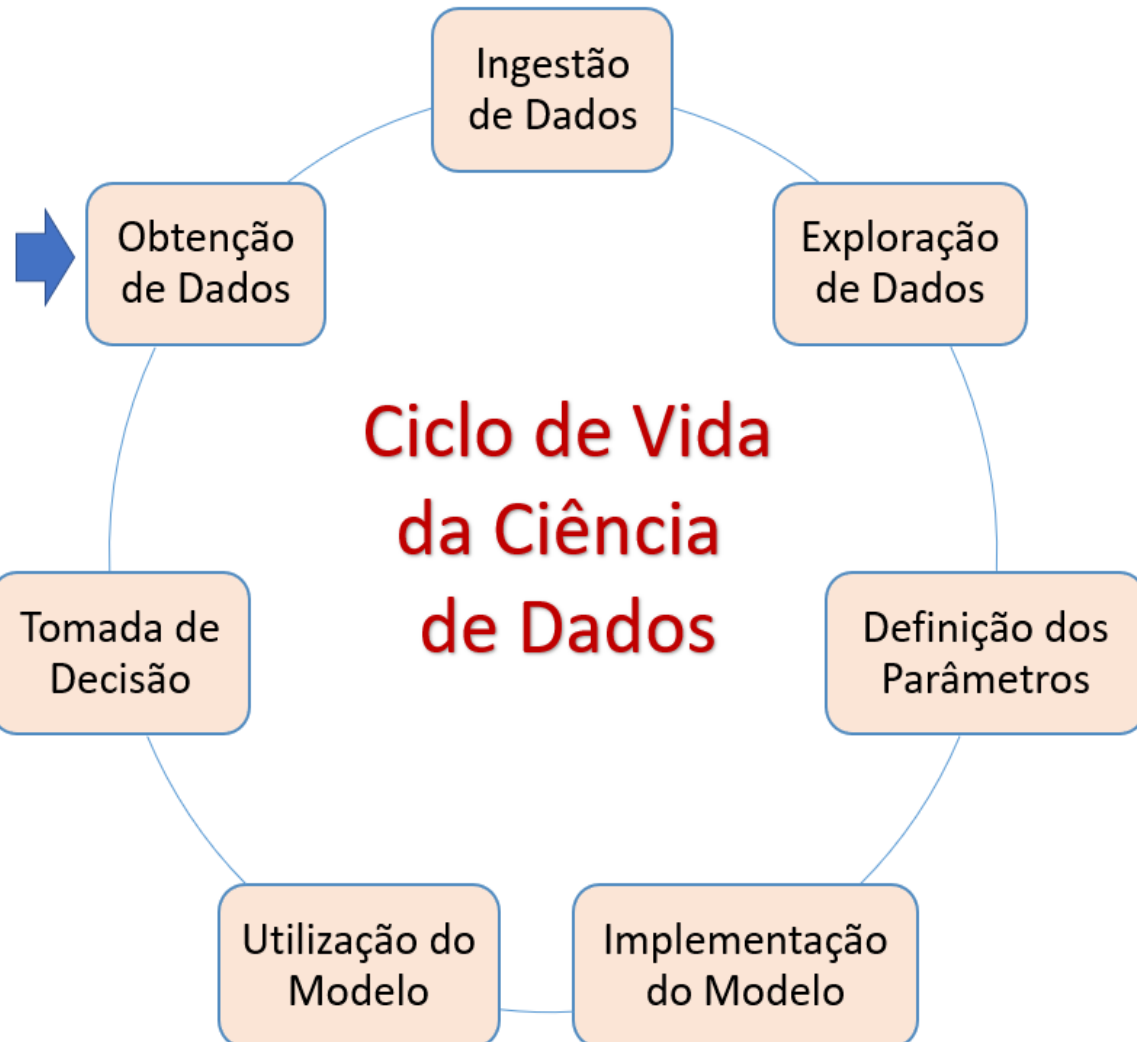 Ingestão
de Dados
Obtenção
de Dados
Exploração
de Dados
Ciclo de Vida
da Ciência
de Dados
Tomada de
Decisão
Definição dos
Parâmetros
Utilização do
Modelo
Implementação
do Modelo